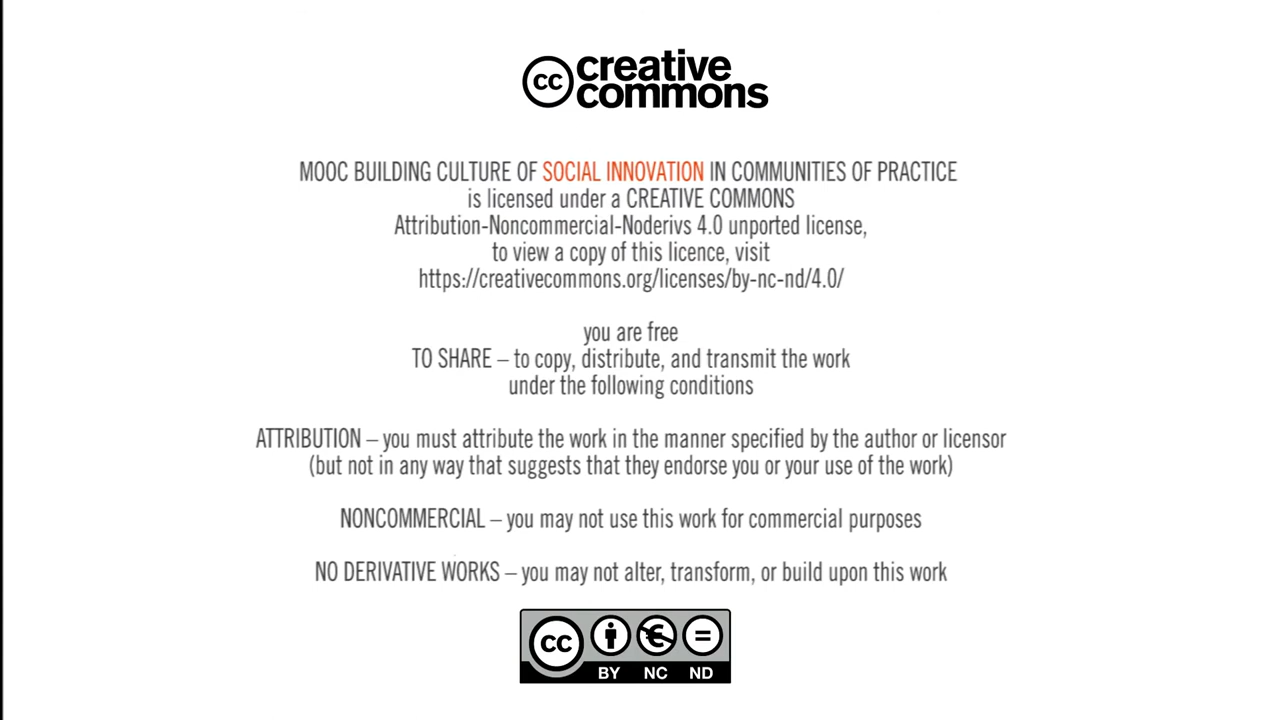 cc creative
commons
MOOC BUILDING CULTURE OF SOCIAL INNOVATION IN COMMUNITIES OF PRACTICE
is licensed under a CREATIVE COMMONS
Attribution-Noncommercial-Noderivs 4.0 unported license,
to view a copy of this licence, visit
https://creativecommons.org/licenses/by-nc-nd/4.0/
you are free
TO SHARE – to copy, distribute, and transmit the work
under the following conditions
ATTRIBUTION – you must attribute the work in the manner specified by the author or licensor
(but not in any way that suggests that they endorse you or your use of the work)
NONCOMMERCIAL – you may not use this work for commercial purposes
NO DERIVATIVE WORKS – you may not alter, transform, or build upon this work
cc € =
BY NC ND